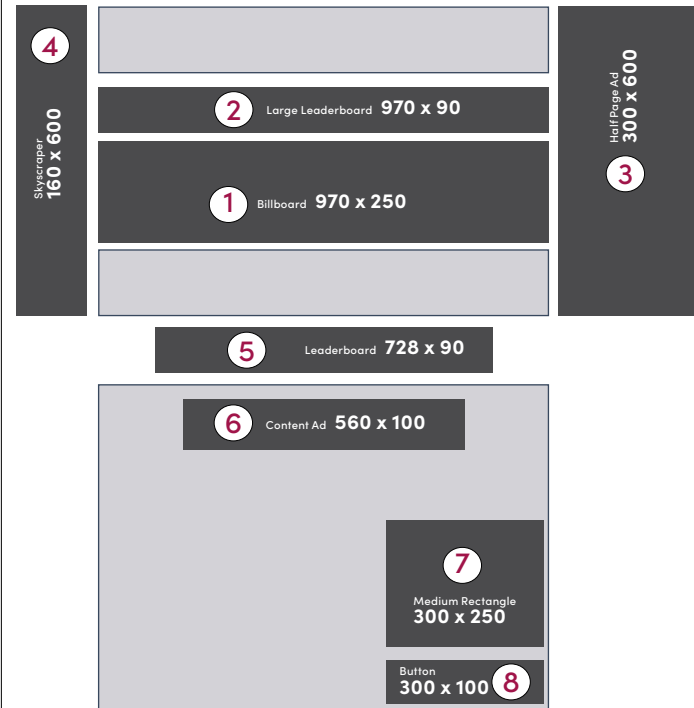 4
Skyscraper
160 x 600
2 Large Leaderboard 970 x 90
1 Billboard 970 x 250
Half Page Ad
300 x 600
3
5 Leaderboard 728 x 90
6 Content Ad 560 x 100
7
Medium Rectangle
300 x 250
Button
300 x 100 8